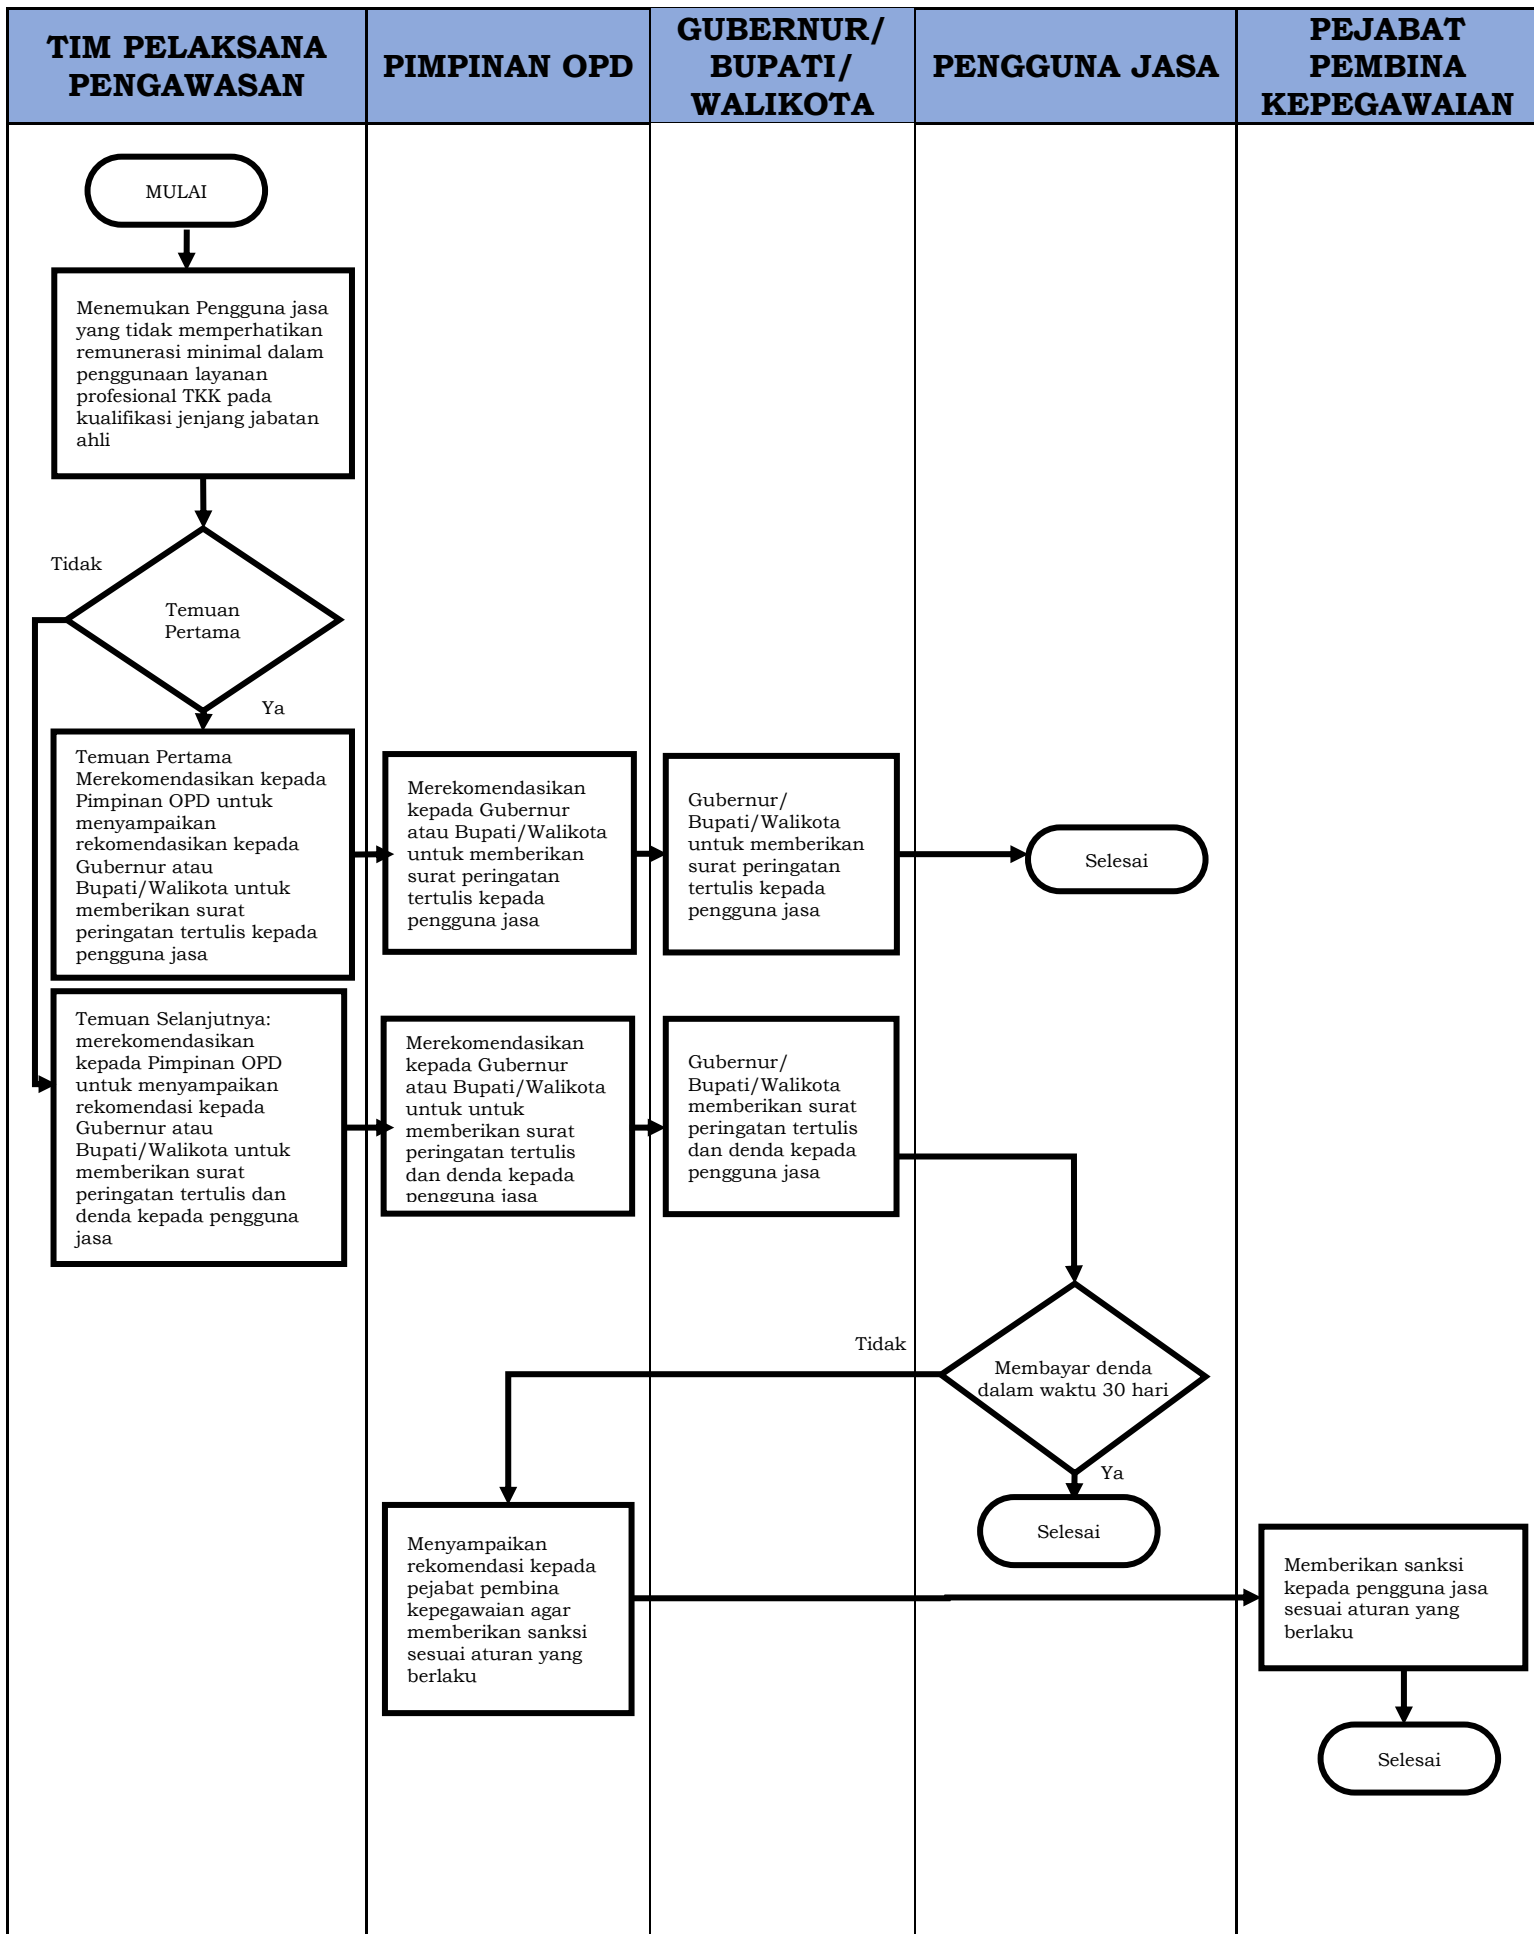 TIM PELAKSANA
PENGAWASAN
PIMPINAN OPD
GUBERNUR/
BUPATI/
WALIKOTA
PENGGUNA JASA
PEJABAT
PEMBINA
KEPEGAWAIAN
MULAI
Menemukan Pengguna jasa
yang tidak memperhatikan
remunerasi minimal dalam
penggunaan layanan
profesional TKK pada
kualifikasi jenjang jabatan
ahli
Tidak
Temuan
Pertama
Ya
Temuan Pertama
Merekomendasikan kepada
Pimpinan OPD untuk
menyampaikan
rekomendasikan kepada
Gubernur atau
Bupati/Walikota untuk
memberikan surat
peringatan tertulis kepada
pengguna jasa
Merekomendasikan
kepada Gubernur
atau Bupati/Walikota
untuk memberikan
surat peringatan
tertulis kepada
pengguna jasa
Gubernur/
Bupati/Walikota
untuk memberikan
surat peringatan
tertulis kepada
pengguna jasa
Selesai
Temuan Selanjutnya:
merekomendasikan
kepada Pimpinan OPD
untuk menyampaikan
rekomendasi kepada
Gubernur atau
Bupati/Walikota untuk
memberikan surat
peringatan tertulis dan
denda kepada pengguna
jasa
Merekomendasikan
kepada Gubernur
atau Bupati/Walikota
untuk untuk
memberikan surat
peringatan tertulis
dan denda kepada
pengguna jasa
Gubernur/
Bupati/Walikota
memberikan surat
peringatan tertulis
dan denda kepada
pengguna jasa
Tidak
Membayar denda
dalam waktu 30 hari
Ya
Selesai
Menyampaikan
rekomendasi kepada
pejabat pembina
kepegawaian agar
memberikan sanksi
sesuai aturan yang
berlaku
Memberikan sanksi
kepada pengguna jasa
sesuai aturan yang
berlaku
Selesai